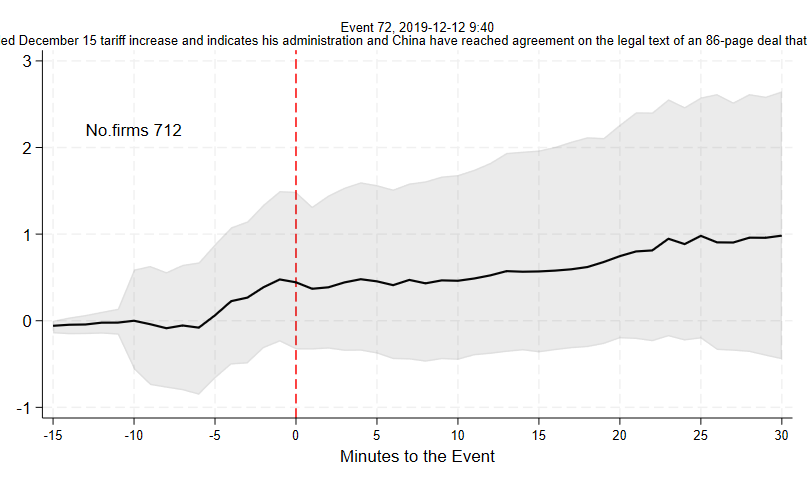 Event 72, 2019-12-12 9:40
ed December 15 tariff increase and indicates his administration and China have reached agreement on the legal text of an 86-page deal that
3
No.firms 712
2
1
0
-1
-15 -10 -5 0 5 10 15 20 25 30
Minutes to the Event